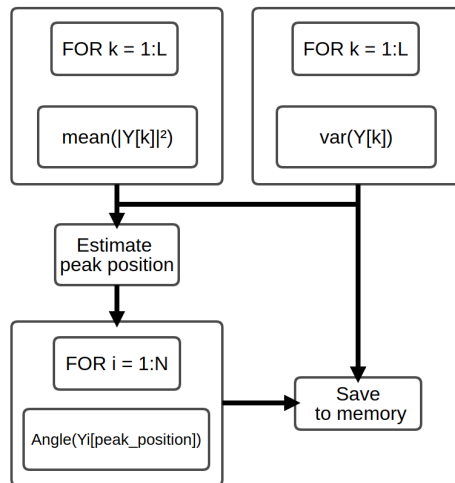 FOR k = 1:L
mean(|Y[k]|²)
FOR k = 1:L
var(Y[k])
Estimate
peak position
FOR i = 1:N
Angle(Yi[peak_position])
Save
to memory